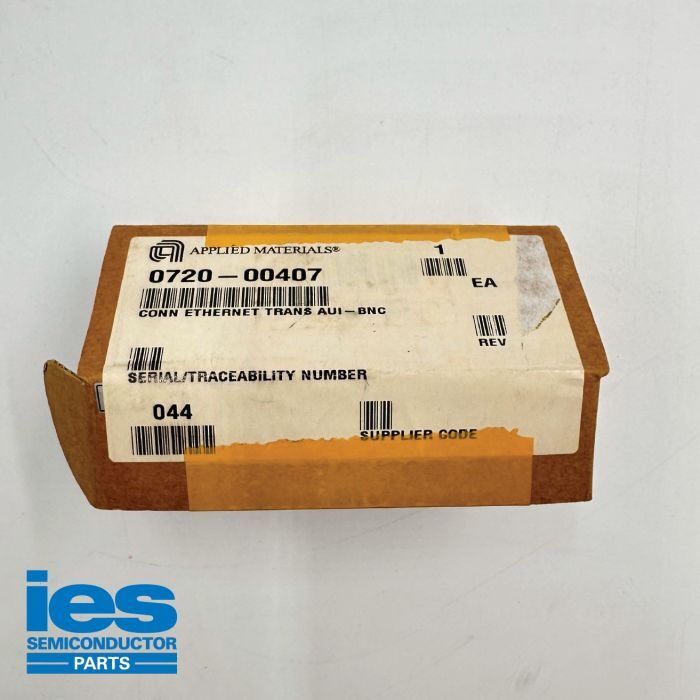 APPLIED MATERIALS®
1
0720-00407
EA
CONN ETHERNET TRANS AUI-BNC
REV
SERIAL/TRACEABILITY NUMBER
044
SUPPLIER CODE
ies
SEMICONDUCTOR
PARTS